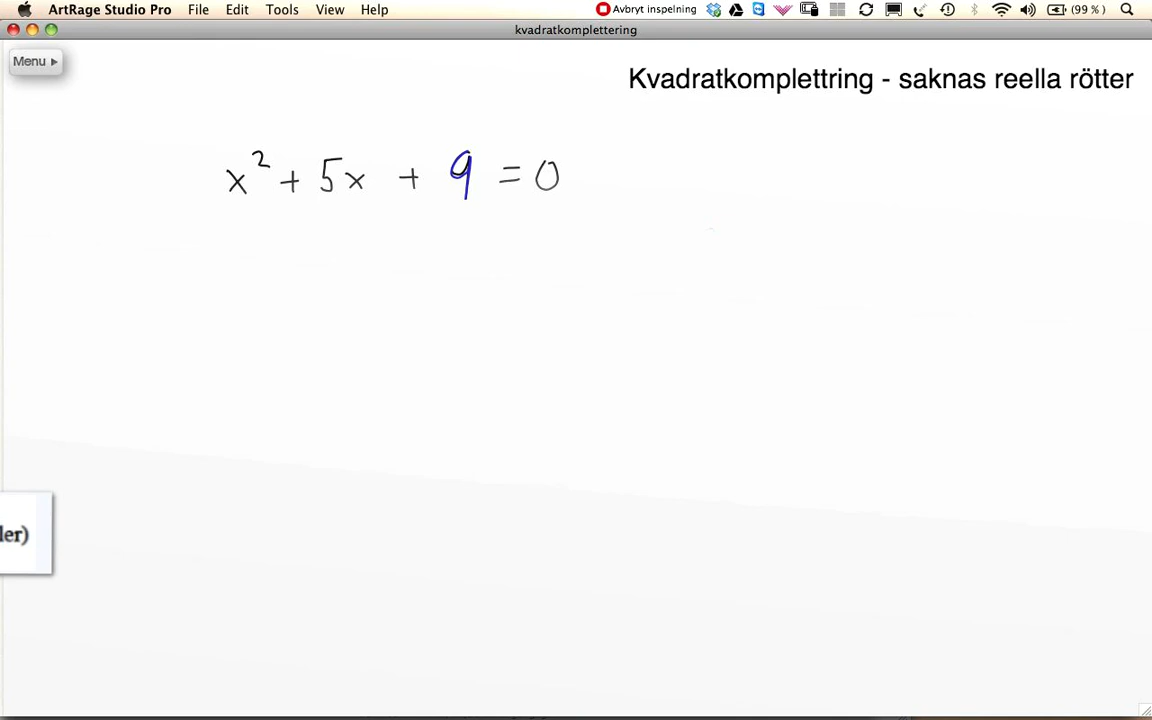 ArtRage Studio Pro File Edit Tools View Help Avbryt inspelning (99 %)
kvadratkomplettering
Menu
Kvadratkomplettring - saknas reella rötter
x² + 5x + 9 = 0
ler)